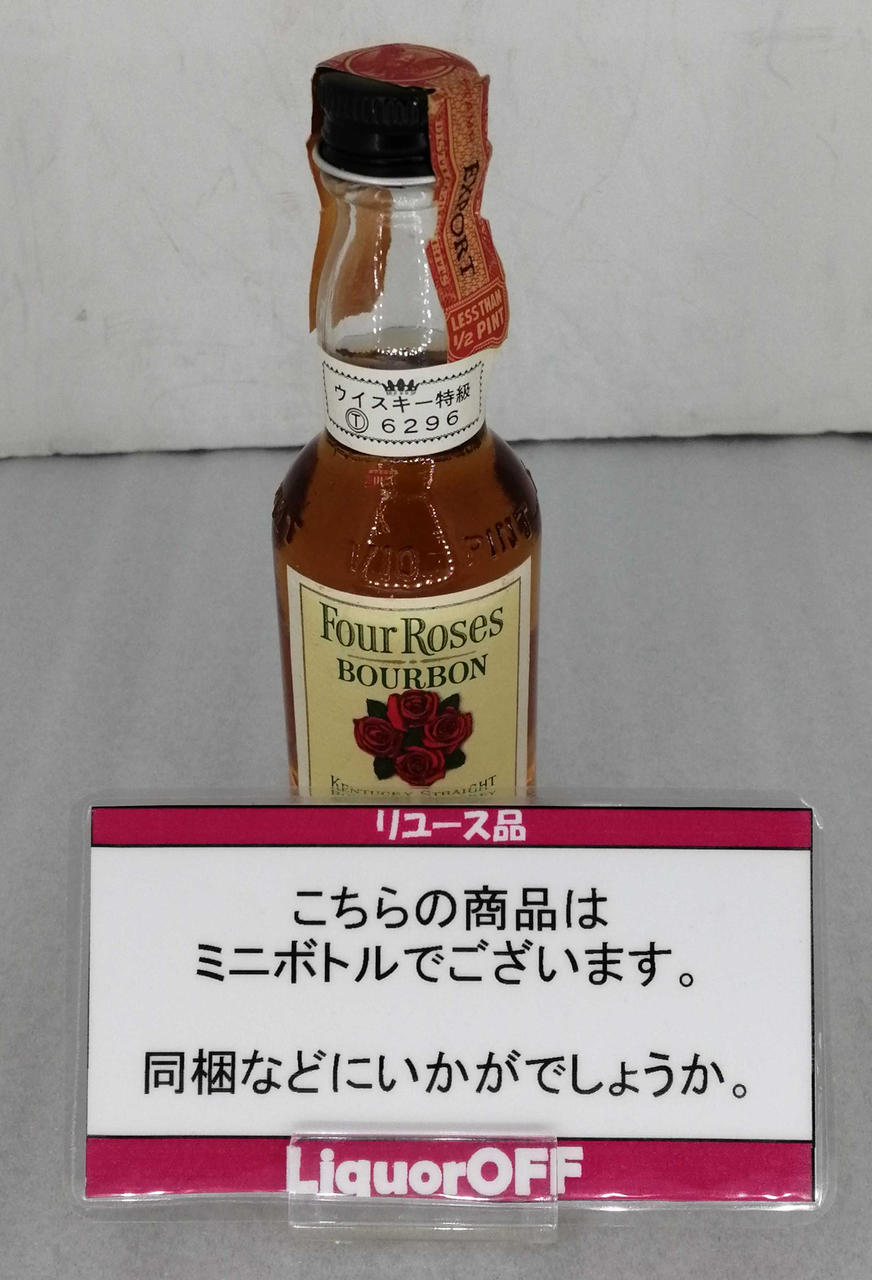 EXPORT
LESS THAN
1/2 PINT
ウイスキー特級
Ⓣ 6296
1/10 PINT
Four Roses
BOURBON
KENTUCKY STRAIGHT
リユース品
こちらの商品は
ミニボトルでございます。
同梱などにいかがでしょうか。
LiquorOFF